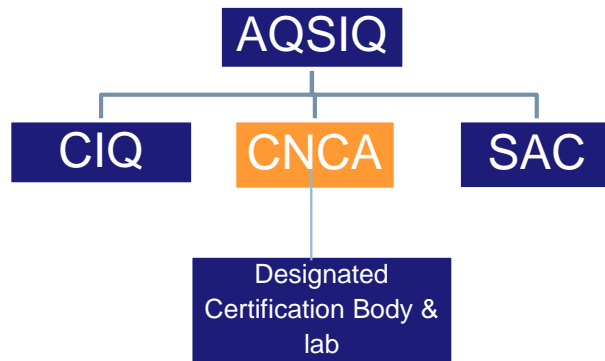 AQSIQ
CIQ
CNCA
SAC
Designated
Certification Body &
lab